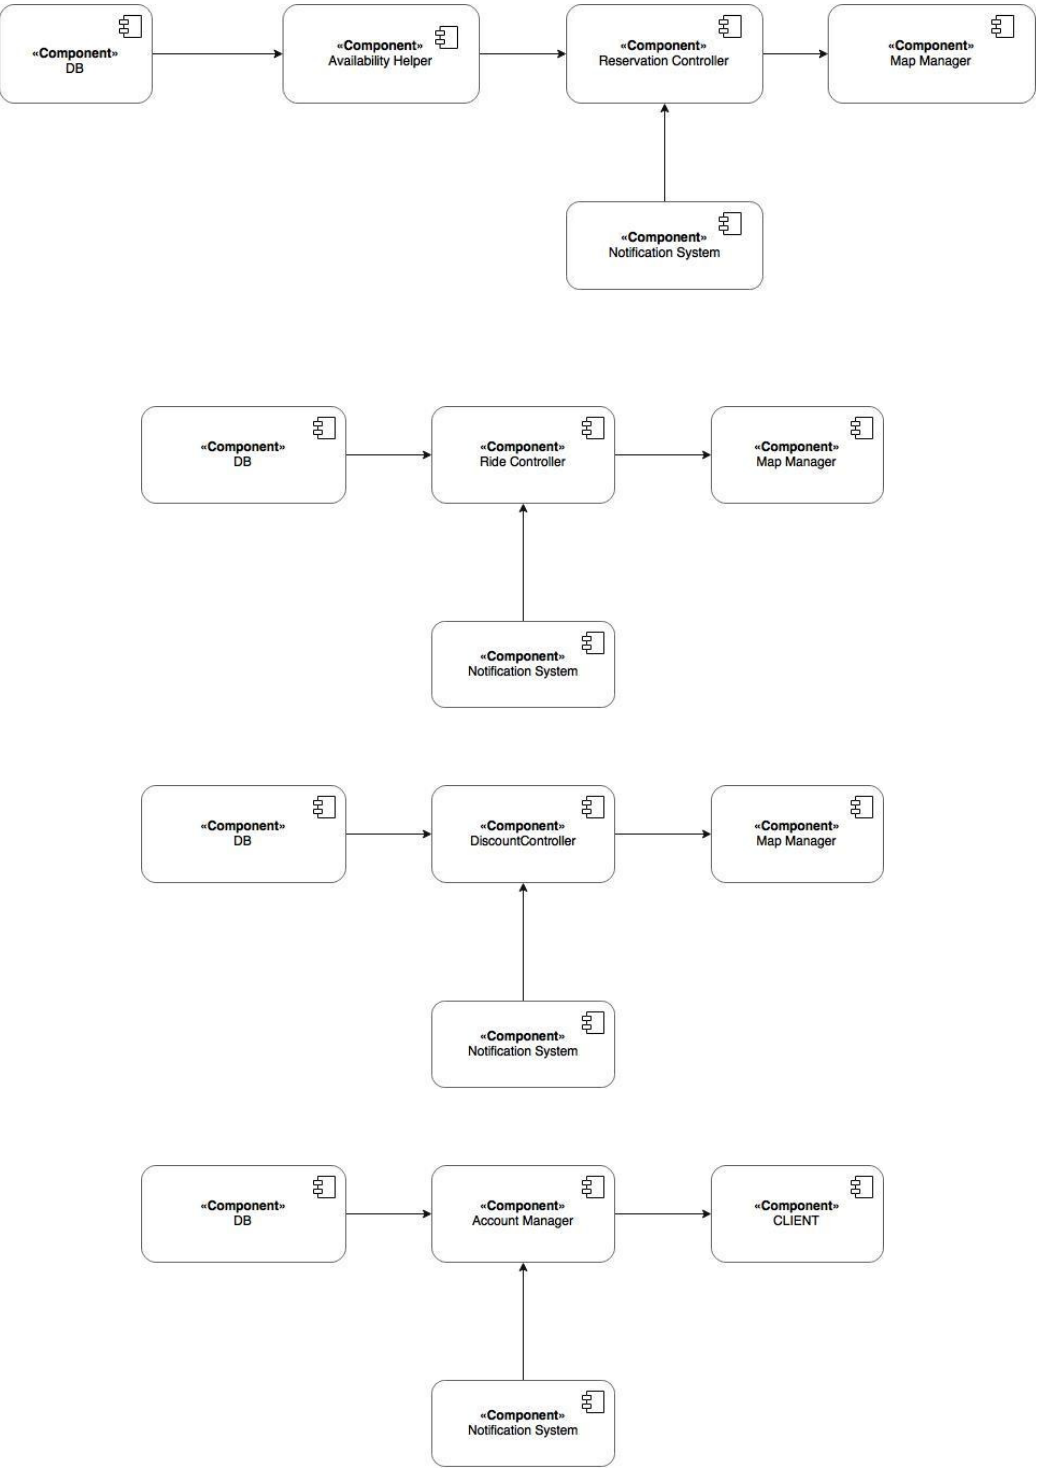 «Component»
DB
«Component»
Availability Helper
«Component»
Reservation Controller
«Component»
Map Manager
«Component»
Notification System
«Component»
DB
«Component»
Ride Controller
«Component»
Map Manager
«Component»
Notification System
«Component»
DB
«Component»
DiscountController
«Component»
Map Manager
«Component»
Notification System
«Component»
DB
«Component»
Account Manager
«Component»
CLIENT
«Component»
Notification System